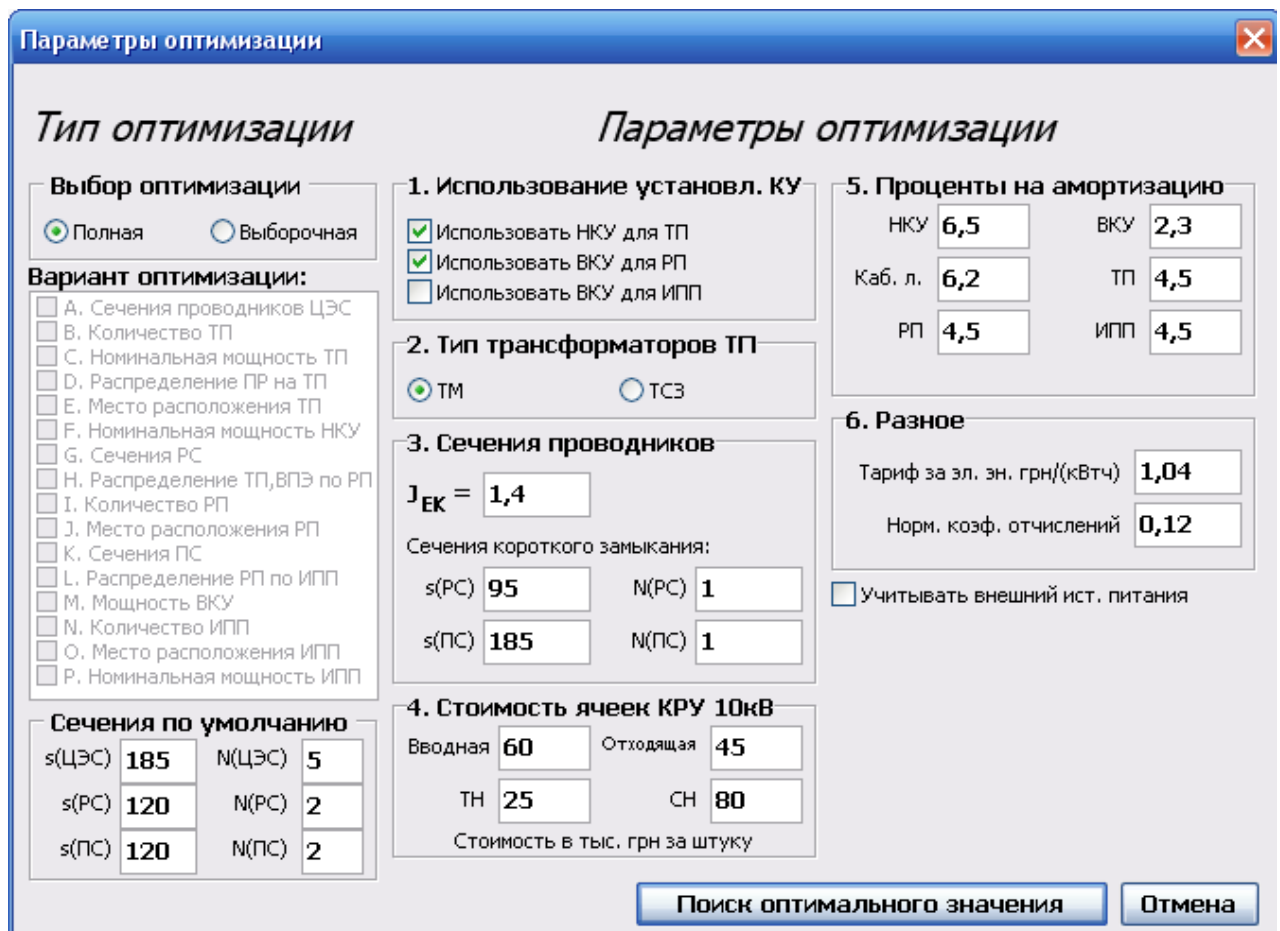 Параметры оптимизации
Тип оптимизации
Параметры оптимизации
Выбор оптимизации
Полная Выборочная
Вариант оптимизации:
A. Сечения проводников ЦЭС
B. Количество ТП
C. Номинальная мощность ТП
D. Распределение ПР на ТП
E. Место расположения ТП
F. Номинальная мощность НКУ
G. Сечения РС
H. Распределение ТП,ВПЭ по РП
I. Количество РП
J. Место расположения РП
K. Сечения ПС
L. Распределение РП по ИПП
M. Мощность ВКУ
N. Количество ИПП
O. Место расположения ИПП
P. Номинальная мощность ИПП
Сечения по умолчанию
s(ЦЭС) 185 N(ЦЭС) 5
s(РС) 120 N(РС) 2
s(ПС) 120 N(ПС) 2
1. Использование установл. КУ
Использовать НКУ для ТП
Использовать ВКУ для РП
Использовать ВКУ для ИПП
2. Тип трансформаторов ТП
ТМ ТСЗ
3. Сечения проводников
JЕК = 1,4
Сечения короткого замыкания:
s(РС) 95 N(РС) 1
s(ПС) 185 N(ПС) 1
4. Стоимость ячеек КРУ 10кВ
Вводная 60 Отходящая 45
ТН 25 СН 80
Стоимость в тыс. грн за штуку
5. Проценты на амортизацию
НКУ 6,5 ВКУ 2,3
Каб. л. 6,2 ТП 4,5
РП 4,5 ИПП 4,5
6. Разное
Тариф за эл. эн. грн/(кВтч) 1,04
Норм. коэф. отчислений 0,12
Учитывать внешний ист. питания
Поиск оптимального значения Отмена